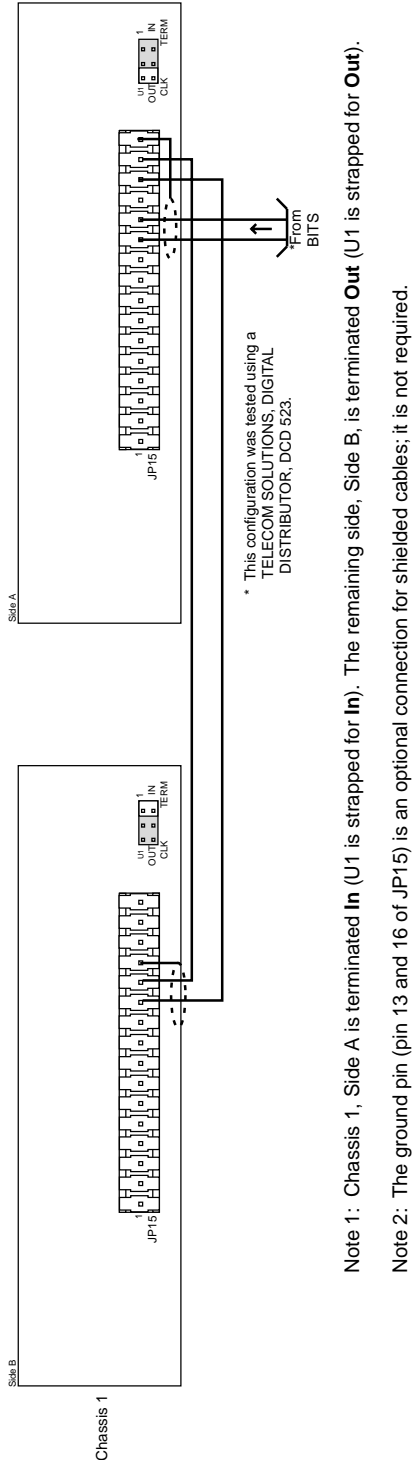 Chassis 1
Side B
JP15
1
U1
1
OUT
IN
CLK
TERM
Side A
JP15
1
U1
1
OUT
IN
CLK
TERM
*From
BITS
* This configuration was tested using a
TELECOM SOLUTIONS, DIGITAL
DISTRIBUTOR, DCD 523.
Note 1: Chassis 1, Side A is terminated In (U1 is strapped for In). The remaining side, Side B, is terminated Out (U1 is strapped for Out).
Note 2: The ground pin (pin 13 and 16 of JP15) is an optional connection for shielded cables; it is not required.